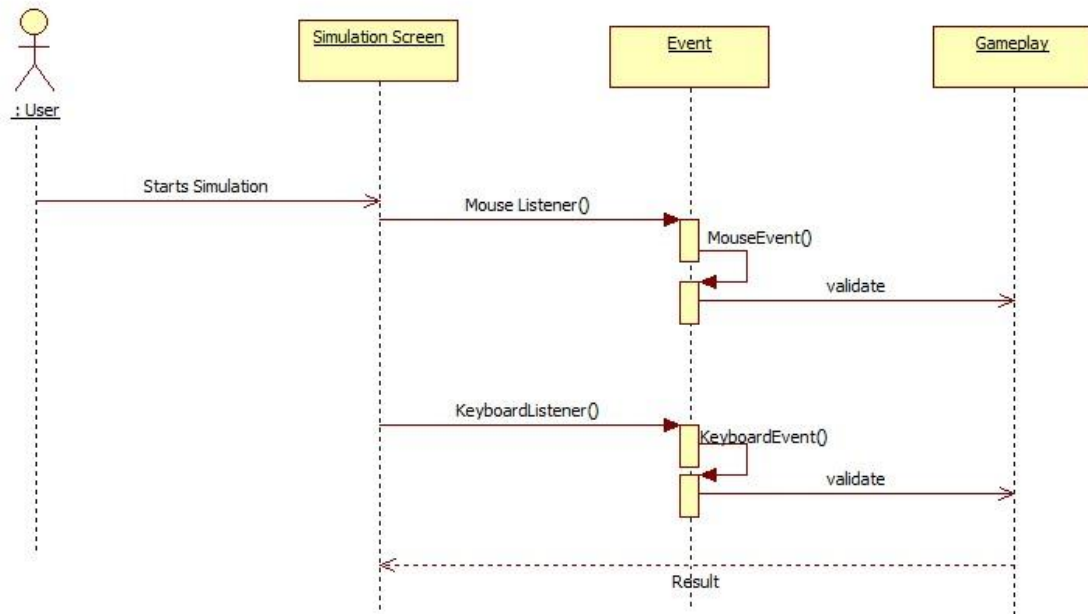 Simulation Screen
Event
Gameplay
: User
Starts Simulation
Mouse Listener()
MouseEvent()
validate
KeyboardListener()
KeyboardEvent()
validate
Result